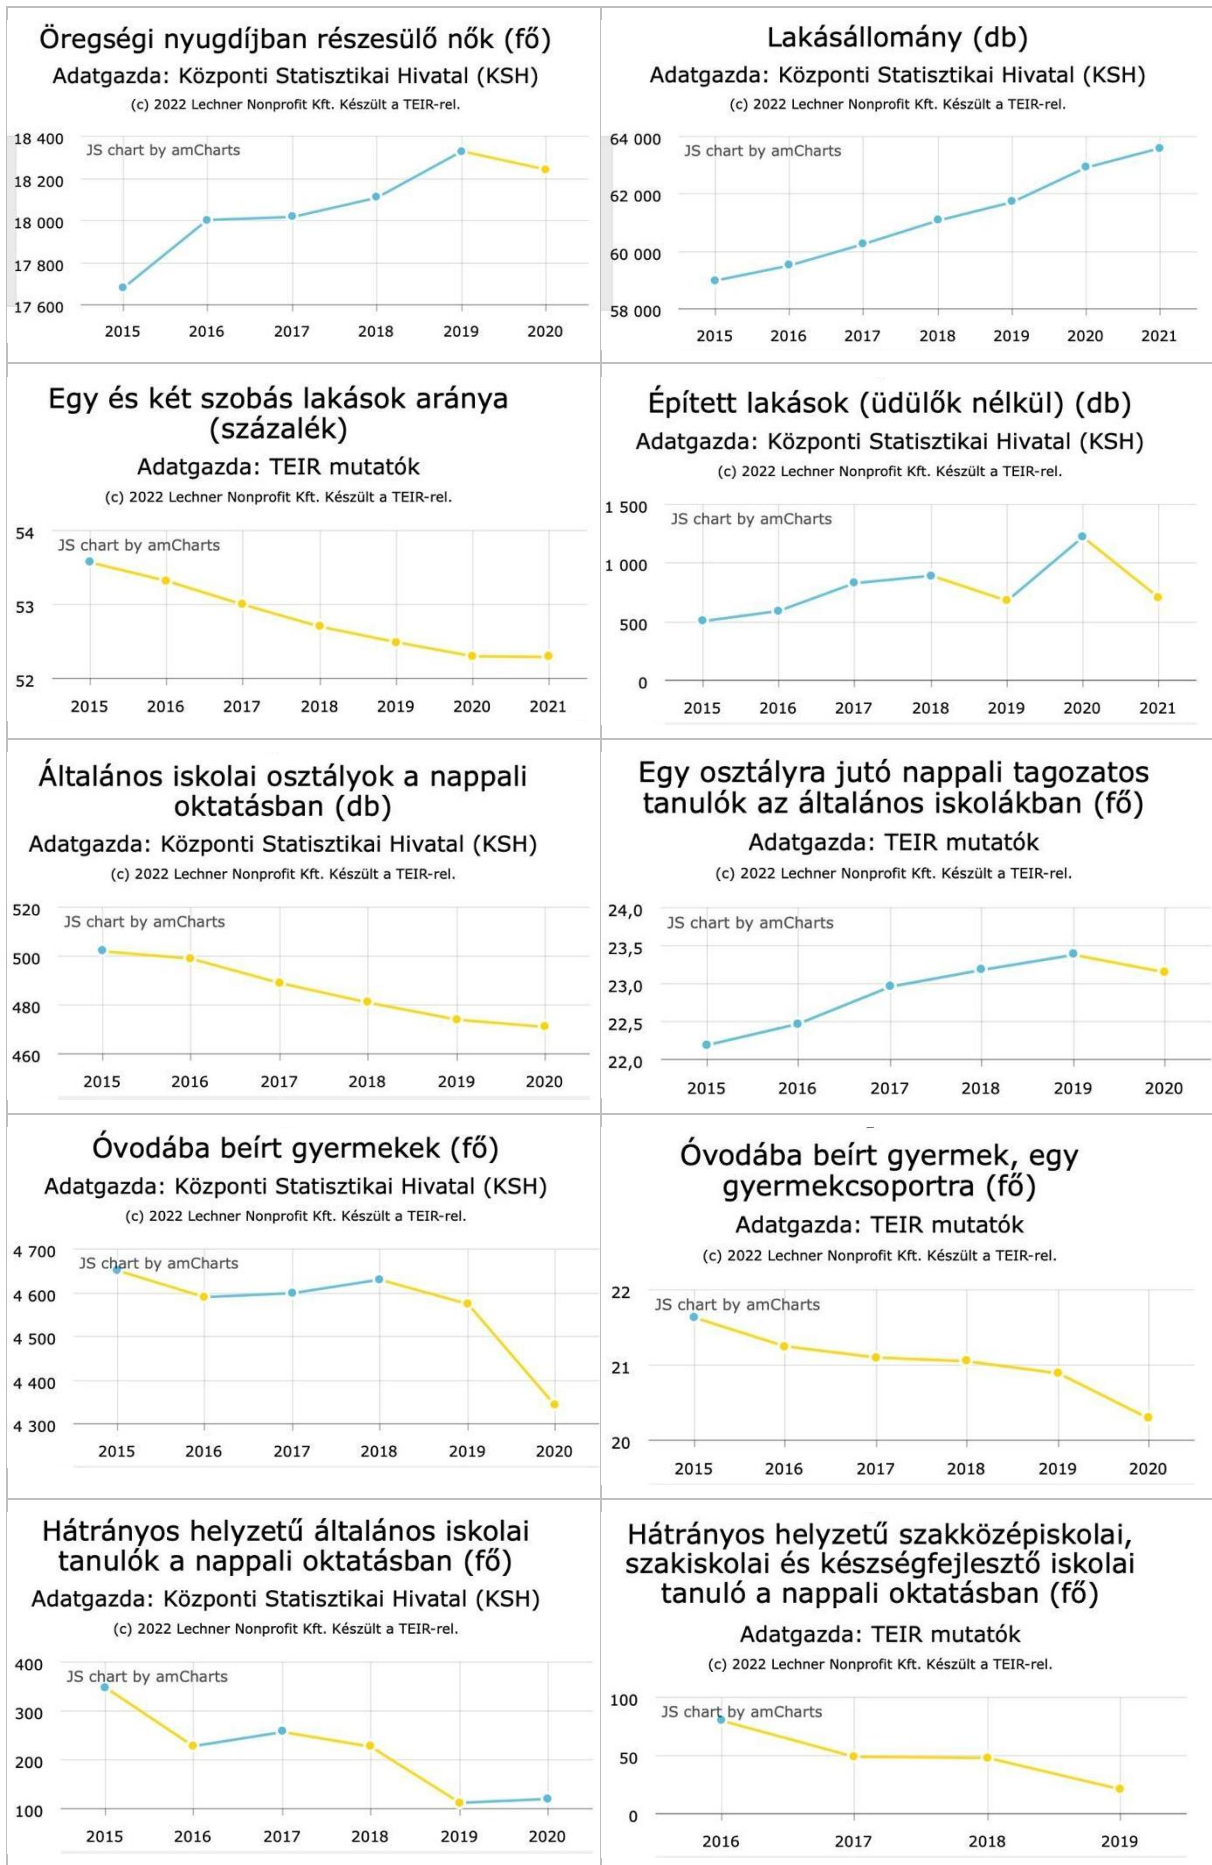 Öregségi nyugdíjban részesülő nők (fő)
Adatgazda: Központi Statisztikai Hivatal (KSH)
(c) 2022 Lechner Nonprofit Kft. Készült a TEIR-rel.
18 400
JS chart by amCharts
18 200
18 000
17 800
17 600
2015 2016 2017 2018 2019 2020
Lakásállomány (db)
Adatgazda: Központi Statisztikai Hivatal (KSH)
(c) 2022 Lechner Nonprofit Kft. Készült a TEIR-rel.
64 000
JS chart by amCharts
62 000
60 000
58 000
2015 2016 2017 2018 2019 2020 2021
Egy és két szobás lakások aránya
(százalék)
Adatgazda: TEIR mutatók
(c) 2022 Lechner Nonprofit Kft. Készült a TEIR-rel.
54
JS chart by amCharts
53
52
2015 2016 2017 2018 2019 2020 2021
Épített lakások (üdülők nélkül) (db)
Adatgazda: Központi Statisztikai Hivatal (KSH)
(c) 2022 Lechner Nonprofit Kft. Készült a TEIR-rel.
1 500
JS chart by amCharts
1 000
500
0
2015 2016 2017 2018 2019 2020 2021
Általános iskolai osztályok a nappali
oktatásban (db)
Adatgazda: Központi Statisztikai Hivatal (KSH)
(c) 2022 Lechner Nonprofit Kft. Készült a TEIR-rel.
520
JS chart by amCharts
500
480
460
2015 2016 2017 2018 2019 2020
Egy osztályra jutó nappali tagozatos
tanulók az általános iskolákban (fő)
Adatgazda: TEIR mutatók
(c) 2022 Lechner Nonprofit Kft. Készült a TEIR-rel.
24,0
JS chart by amCharts
23,5
23,0
22,5
22,0
2015 2016 2017 2018 2019 2020
Óvodába beírt gyermekek (fő)
Adatgazda: Központi Statisztikai Hivatal (KSH)
(c) 2022 Lechner Nonprofit Kft. Készült a TEIR-rel.
4 700
JS chart by amCharts
4 600
4 500
4 400
4 300
2015 2016 2017 2018 2019 2020
Óvodába beírt gyermek, egy
gyermekcsoportra (fő)
Adatgazda: TEIR mutatók
(c) 2022 Lechner Nonprofit Kft. Készült a TEIR-rel.
22
JS chart by amCharts
21
20
2015 2016 2017 2018 2019 2020
Hátrányos helyzetű általános iskolai
tanulók a nappali oktatásban (fő)
Adatgazda: Központi Statisztikai Hivatal (KSH)
(c) 2022 Lechner Nonprofit Kft. Készült a TEIR-rel.
400
JS chart by amCharts
300
200
100
2015 2016 2017 2018 2019 2020
Hátrányos helyzetű szakközépiskolai,
szakiskolai és készségfejlesztő iskolai
tanuló a nappali oktatásban (fő)
Adatgazda: TEIR mutatók
(c) 2022 Lechner Nonprofit Kft. Készült a TEIR-rel.
100
JS chart by amCharts
50
0
2016 2017 2018 2019